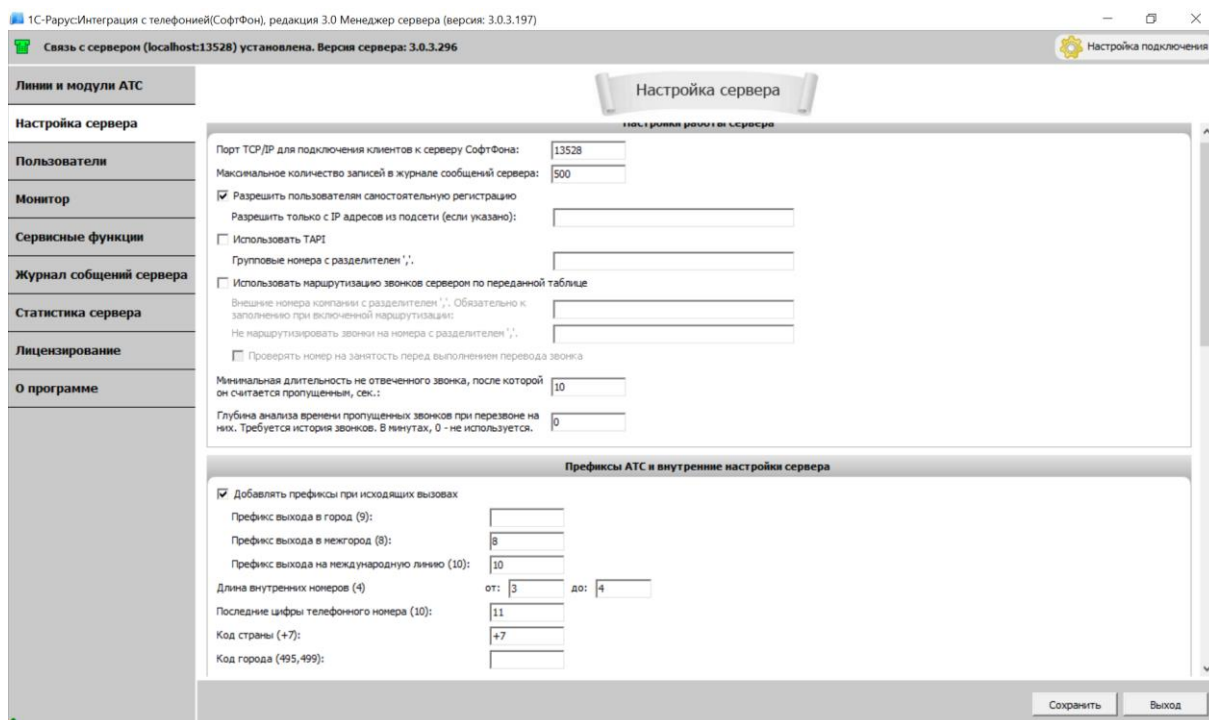 1С-Рарус:Интеграция с телефонией(СофтФон), редакция 3.0 Менеджер сервера (версия: 3.0.3.197)
Связь с сервером (localhost:13528) установлена. Версия сервера: 3.0.3.296
Настройка подключения
Линии и модули АТС
Настройка сервера
Пользователи
Монитор
Сервисные функции
Журнал собщений сервера
Статистика сервера
Лицензирование
О программе
Настройка сервера
Настройки работы сервера
Порт TCP/IP для подключения клиентов к серверу СофтФона: 13528
Максимальное количество записей в журнале сообщений сервера: 500
Разрешить пользователям самостоятельную регистрацию
Разрешить только с IP адресов из подсети (если указано):
Использовать TAPI
Групповые номера с разделителем ','.
Использовать маршрутизацию звонков сервером по переданной таблице
Внешние номера компании с разделителем ','. Обязательно к
заполнению при включенной маршрутизации:
Не маршрутизировать звонки на номера с разделителем ','.
Проверять номер на занятость перед выполнением перевода звонка
Минимальная длительность не отвеченного звонка, после которой
он считается пропущенным, сек.: 10
Глубина анализа времени пропущенных звонков при перезвоне на
них. Требуется история звонков. В минутах, 0 - не используется. 0
Префиксы АТС и внутренние настройки сервера
Добавлять префиксы при исходящих вызовах
Префикс выхода в город (9):
Префикс выхода в межгород (8): 8
Префикс выхода на международную линию (10): 10
Длина внутренних номеров (4) от: 3 до: 4
Последние цифры телефонного номера (10): 11
Код страны (+7): +7
Код города (495,499):
Сохранить
Выход